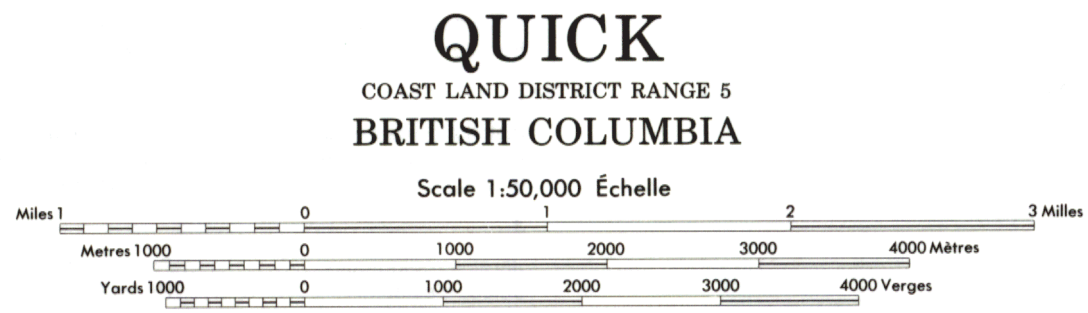 QUICK
COAST LAND DISTRICT RANGE 5
BRITISH COLUMBIA
Scale 1:50,000 Échelle
Miles 1 0 1 2 3 Milles
Metres 1000 0 1000 2000 3000 4000 Mètres
Yards 1000 0 1000 2000 3000 4000 Verges